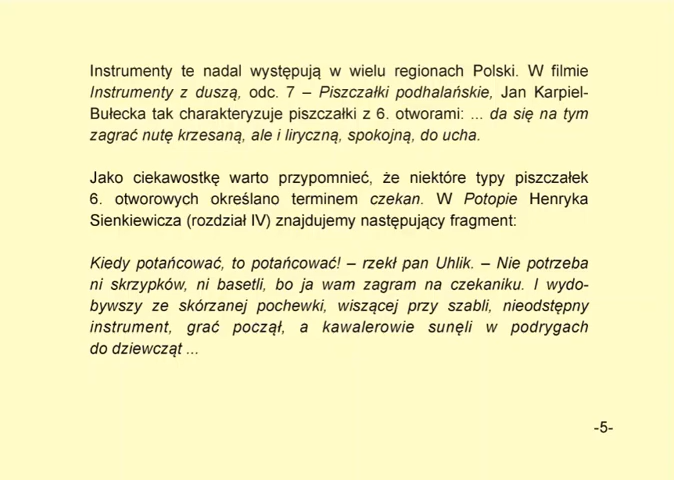 Instrumenty te nadal występują w wielu regionach Polski. W filmie
Instrumenty z duszą, odc. 7 – Piszczałki podhalańskie, Jan Karpiel-
Bułecka tak charakteryzuje piszczałki z 6. otworami: ... da się na tym
zagrać nutę krzesaną, ale i liryczną, spokojną, do ucha.
Jako ciekawostkę warto przypomnieć, że niektóre typy piszczałek
6. otworowych określano terminem czekan. W Potopie Henryka
Sienkiewicza (rozdział IV) znajdujemy następujący fragment:
Kiedy potańcować, to potańcować! – rzekł pan Uhlik. – Nie potrzeba
ni skrzypków, ni basetli, bo ja wam zagram na czekaniku. I wydo-
bywszy ze skórzanej pochewki, wiszącej przy szabli, nieodstępny
instrument, grać począł, a kawalerowie sunęli w podrygach
do dziewcząt ...
-5-